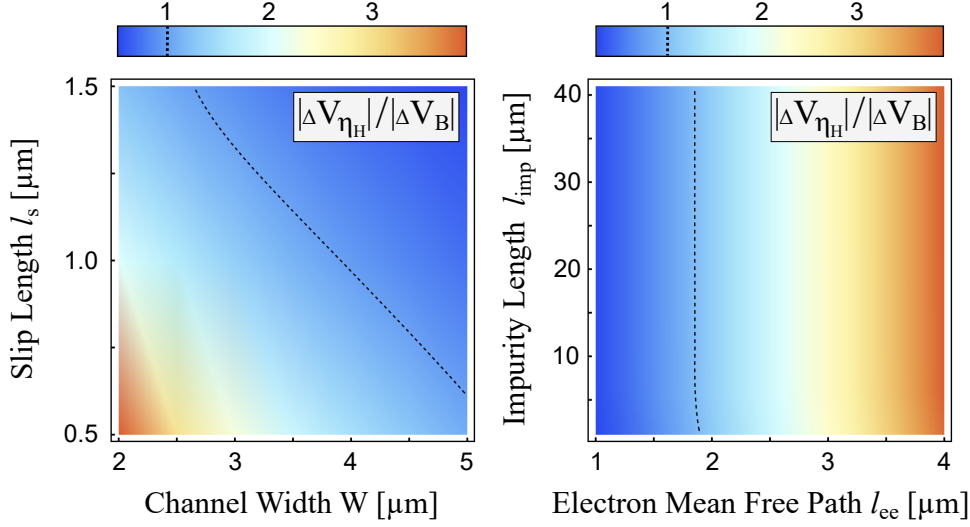 1 2 3
1 2 3
|ΔV_ηH|/|ΔV_B|
|ΔV_ηH|/|ΔV_B|
Slip Length l_s [μm]
1.5
1.0
0.5
2 3 4 5
Channel Width W [μm]
Impurity Length l_imp [μm]
40
30
20
10
1 2 3 4
Electron Mean Free Path l_ee [μm]